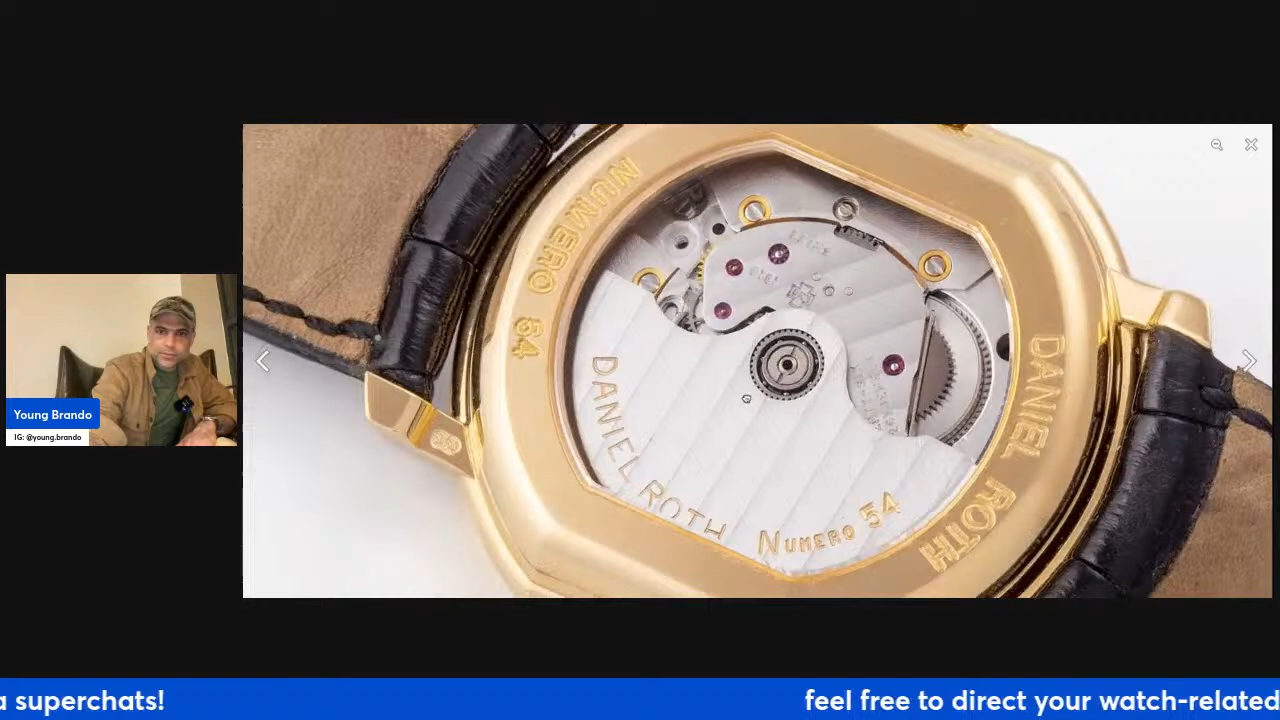 NUMERO 54
DANIEL ROTH
DANIEL ROTH
NUMERO 54
Young Brando
IG: @young.brando
a superchats!
feel free to direct your watch-related